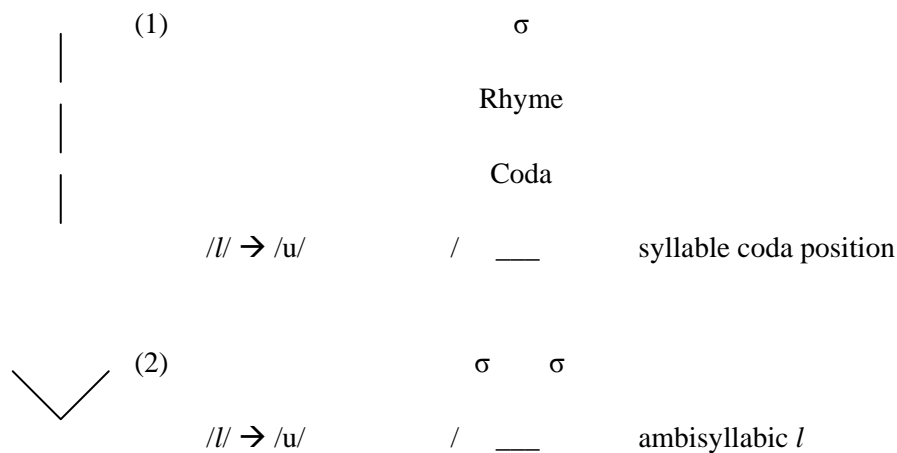 (1) σ
Rhyme
Coda
/l/ → /u/ / ___ syllable coda position
(2) σ σ
/l/ → /u/ / ___ ambisyllabic l